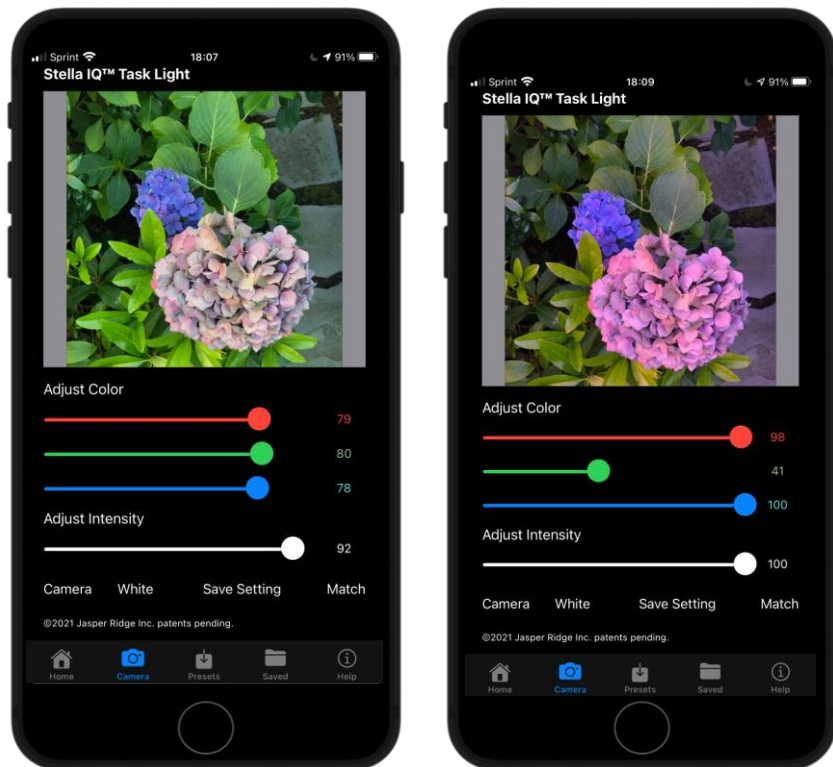 Sprint 18:07 91%
Stella IQ™ Task Light
Adjust Color
79
80
78
Adjust Intensity
92
Camera White Save Setting Match
©2021 Jasper Ridge Inc. patents pending.
Home Camera Presets Saved Help
Sprint 18:09 91%
Stella IQ™ Task Light
Adjust Color
98
41
100
Adjust Intensity
100
Camera White Save Setting Match
©2021 Jasper Ridge Inc. patents pending.
Home Camera Presets Saved Help